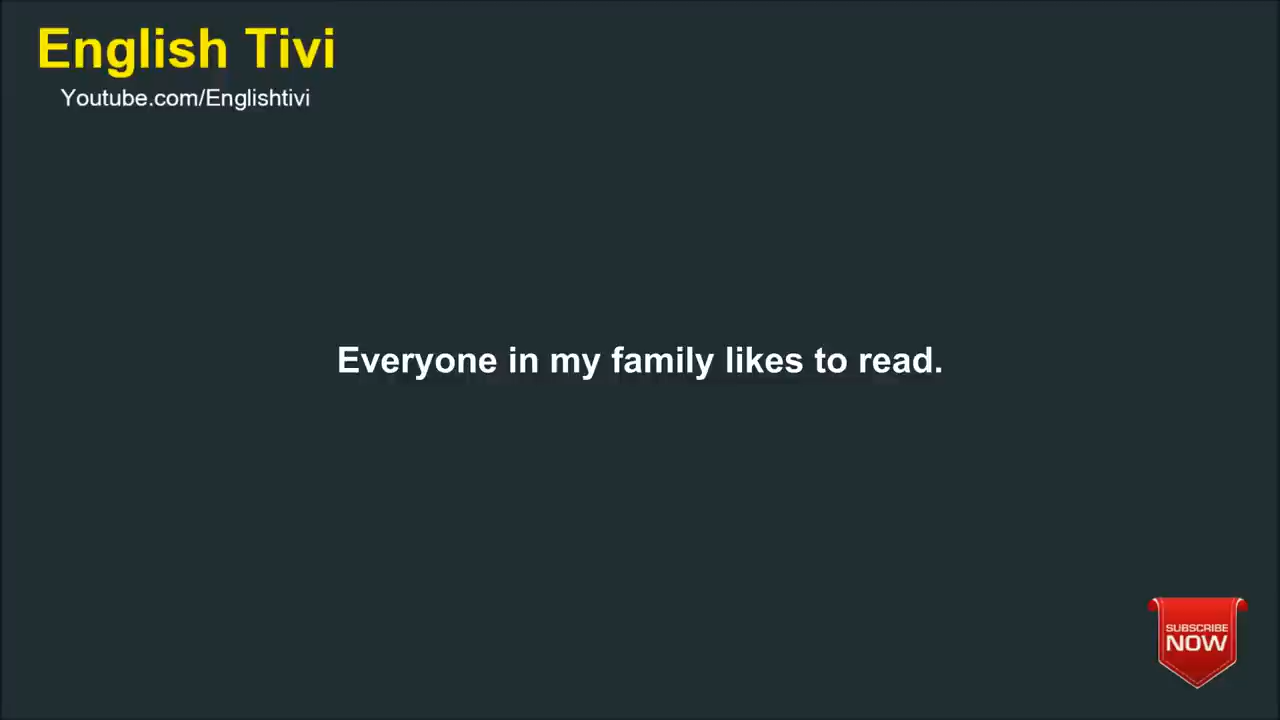 English Tivi
Youtube.com/Englishtivi
Everyone in my family likes to read.
SUBSCRIBE
NOW